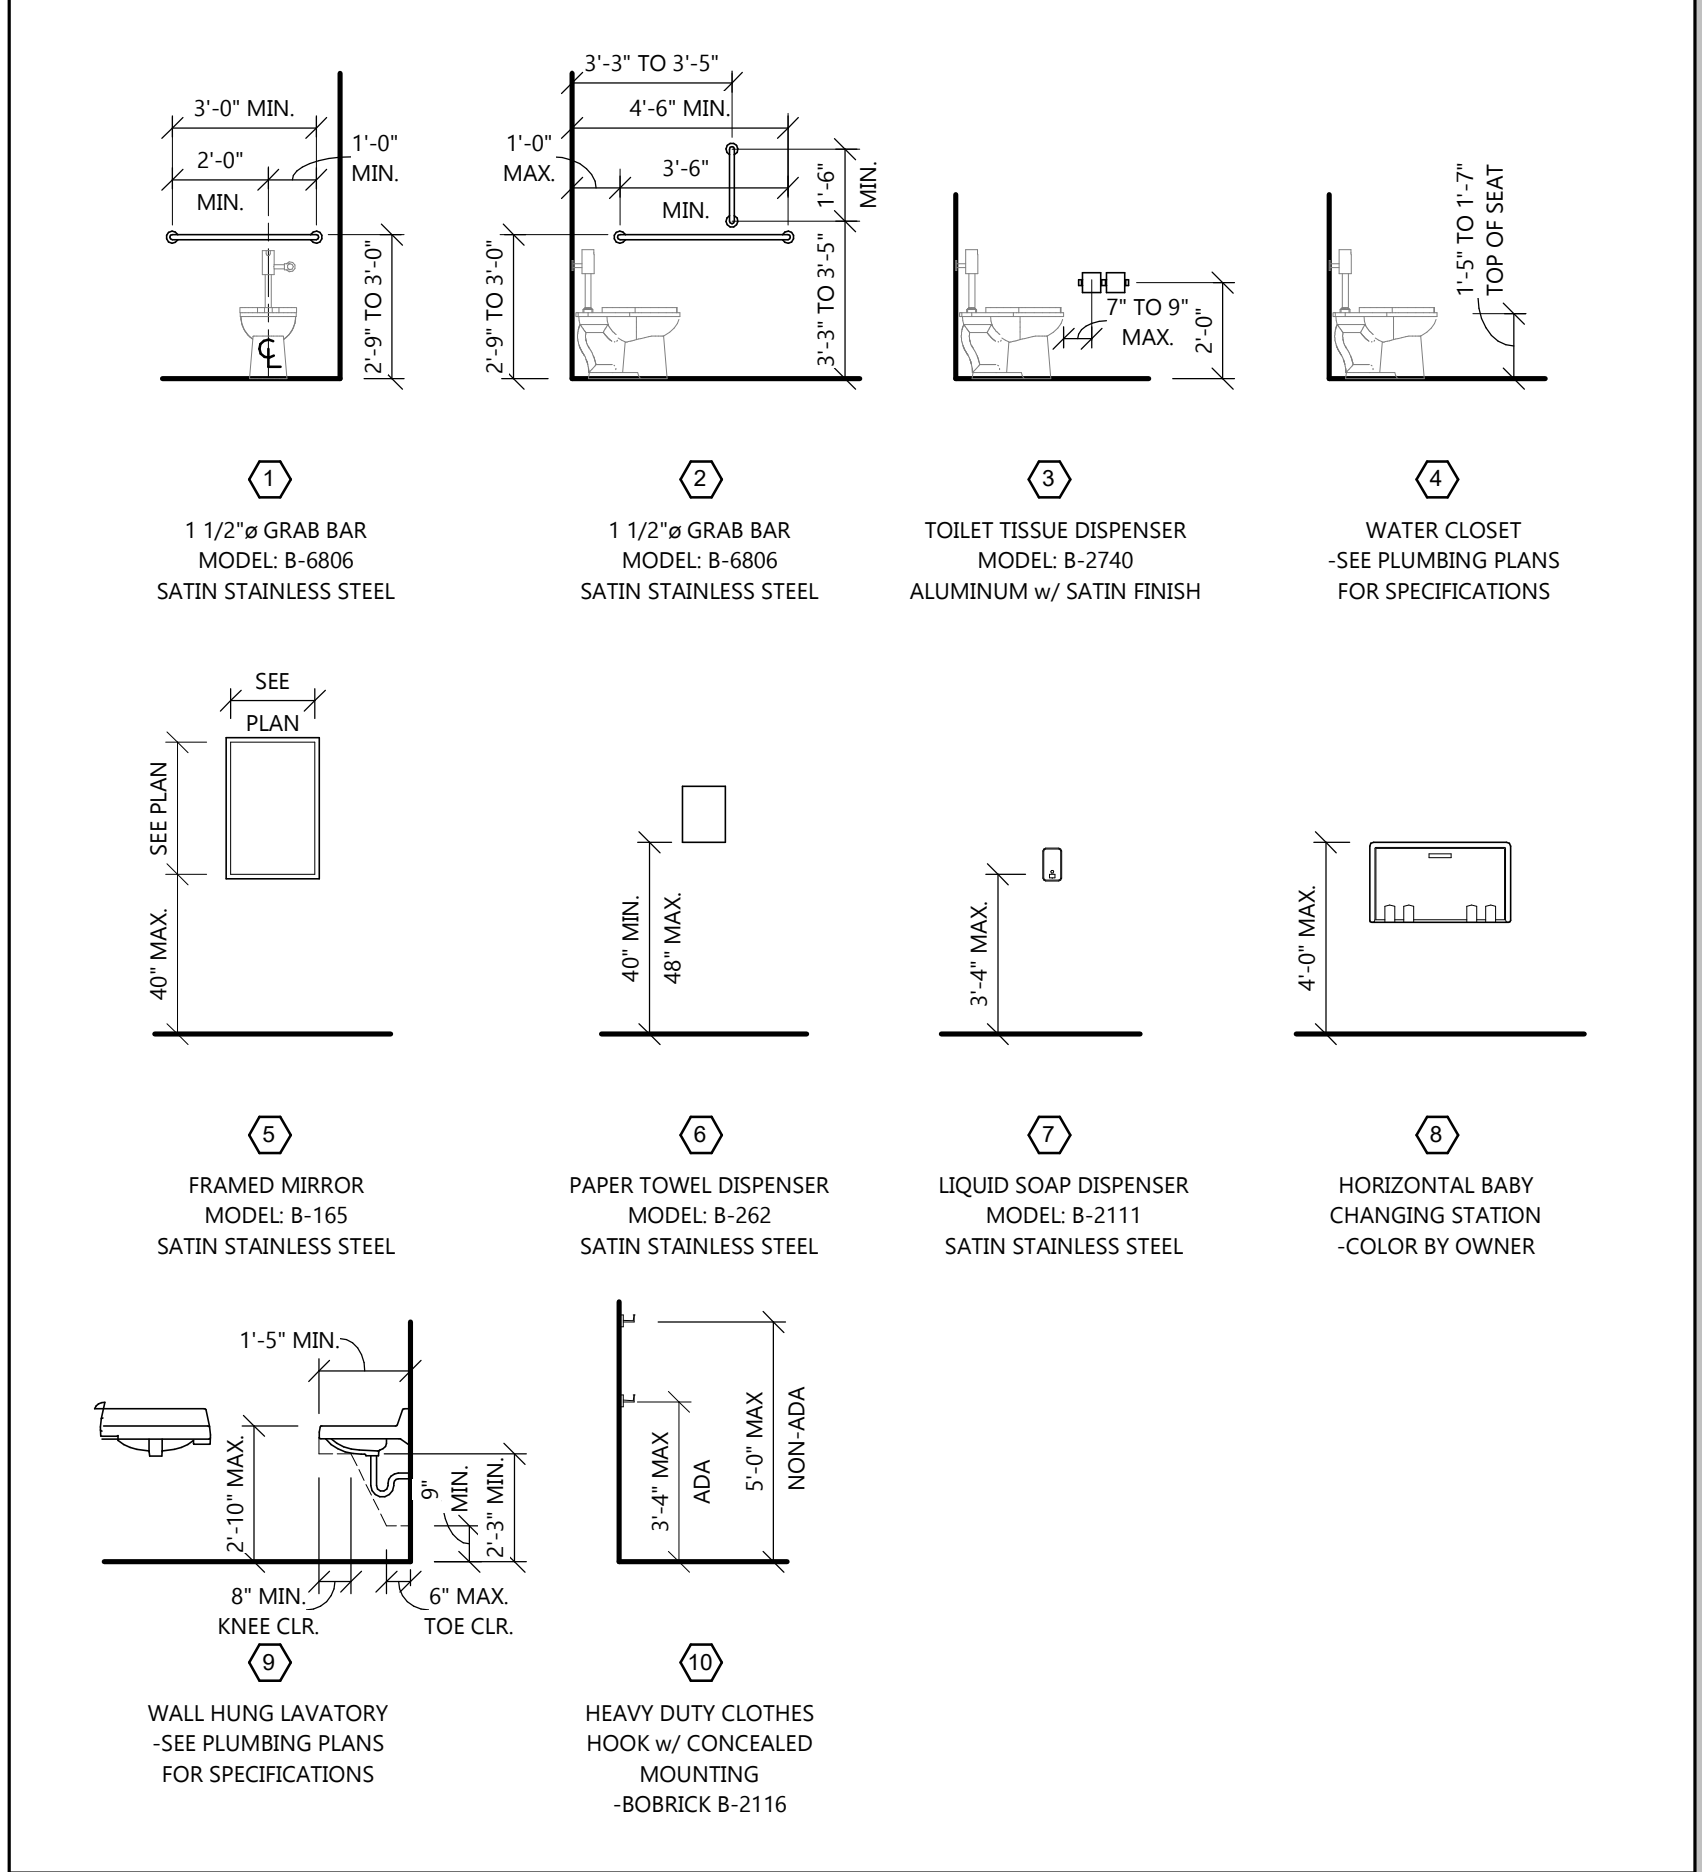 3'-0" MIN.
2'-0"
MIN.
1'-0"
MIN.
2'-9" TO 3'-0"
℄
3'-3" TO 3'-5"
4'-6" MIN.
1'-0"
MAX.
3'-6"
MIN.
1'-6"
MIN.
2'-9" TO 3'-0"
3'-3" TO 3'-5"
7" TO 9"
MAX.
2'-0"
1'-5" TO 1'-7"
TOP OF SEAT
1
1 1/2"ø GRAB BAR
MODEL: B-6806
SATIN STAINLESS STEEL
2
1 1/2"ø GRAB BAR
MODEL: B-6806
SATIN STAINLESS STEEL
3
TOILET TISSUE DISPENSER
MODEL: B-2740
ALUMINUM w/ SATIN FINISH
4
WATER CLOSET
-SEE PLUMBING PLANS
FOR SPECIFICATIONS
SEE
PLAN
SEE PLAN
40" MAX.
40" MIN.
48" MAX.
3'-4" MAX.
4'-0" MAX.
5
FRAMED MIRROR
MODEL: B-165
SATIN STAINLESS STEEL
6
PAPER TOWEL DISPENSER
MODEL: B-262
SATIN STAINLESS STEEL
7
LIQUID SOAP DISPENSER
MODEL: B-2111
SATIN STAINLESS STEEL
8
HORIZONTAL BABY
CHANGING STATION
-COLOR BY OWNER
1'-5" MIN.
2'-10" MAX.
9"
MIN.
2'-3" MIN.
8" MIN.
KNEE CLR.
6" MAX.
TOE CLR.
3'-4" MAX
ADA
5'-0" MAX
NON-ADA
9
WALL HUNG LAVATORY
-SEE PLUMBING PLANS
FOR SPECIFICATIONS
10
HEAVY DUTY CLOTHES
HOOK w/ CONCEALED
MOUNTING
-BOBRICK B-2116